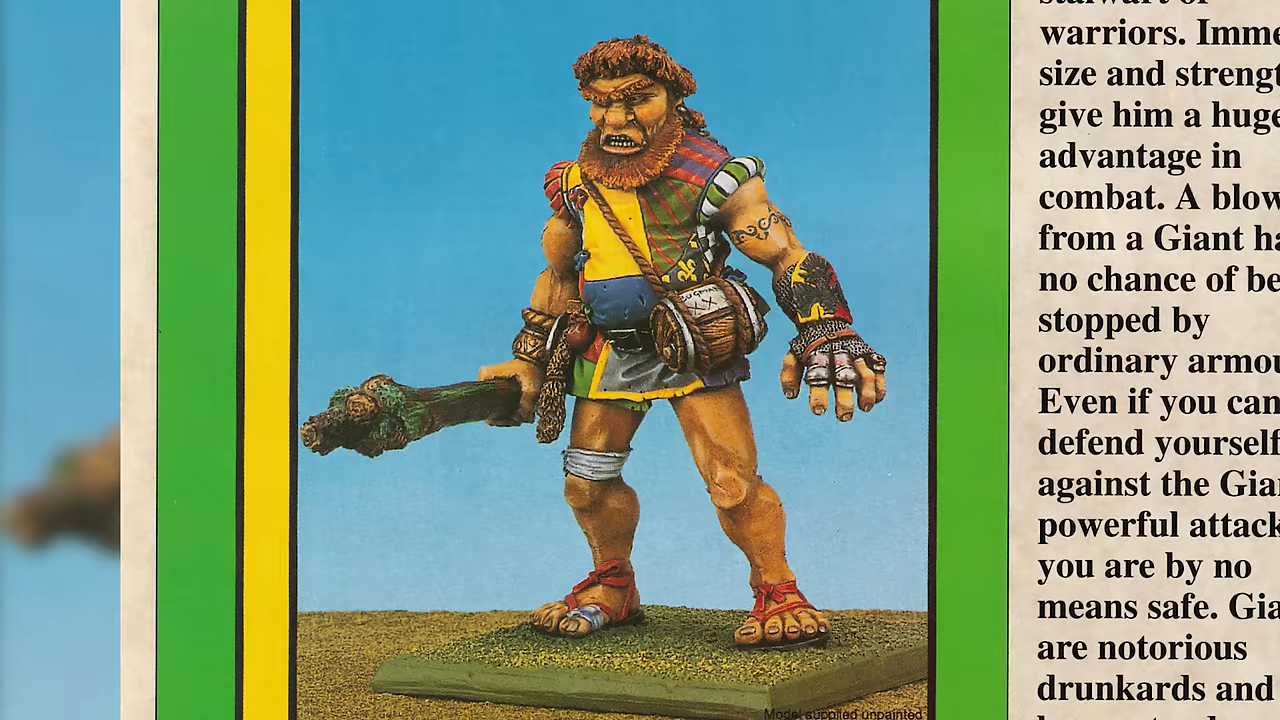 warriors. Imme
size and strengt
give him a huge
advantage in
combat. A blow
from a Giant ha
no chance of be
stopped by
ordinary armou
Even if you can
defend yourself
against the Gian
powerful attack
you are by no
means safe. Gia
are notorious
drunkards and
Model supplied unpainted